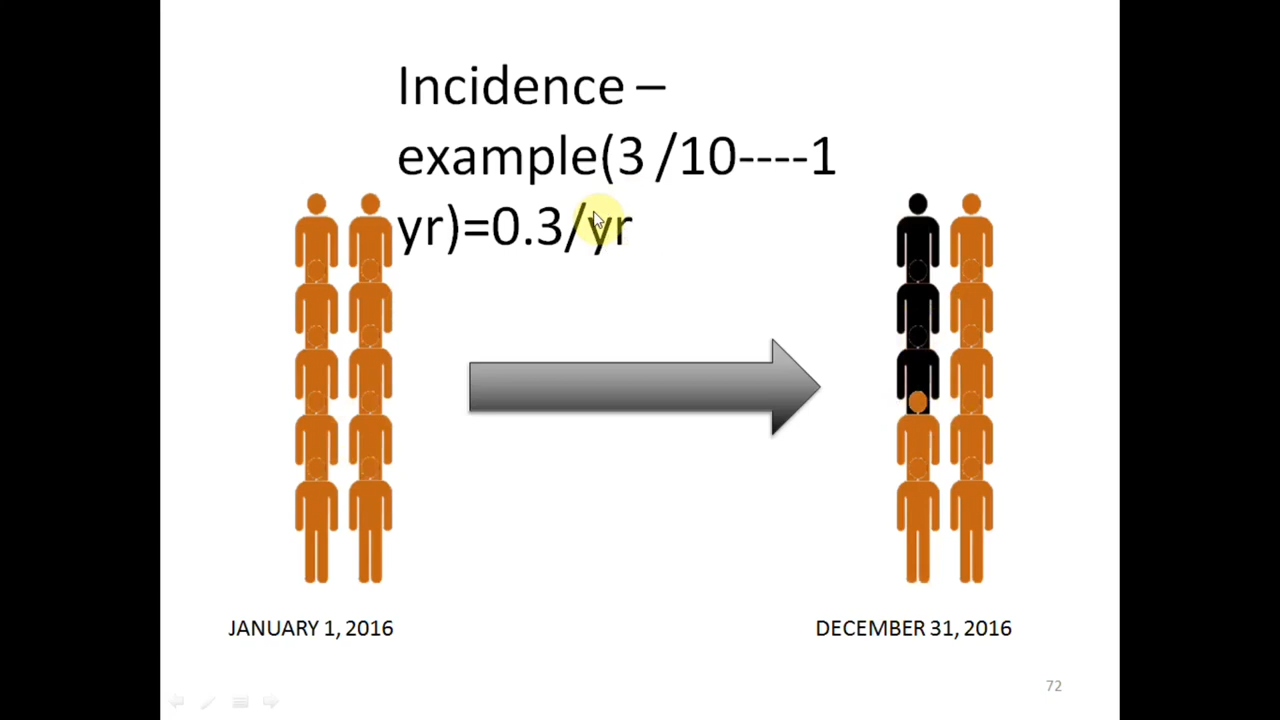 Incidence –
example(3 /10----1
yr)=0.3/yr
JANUARY 1, 2016
DECEMBER 31, 2016
72